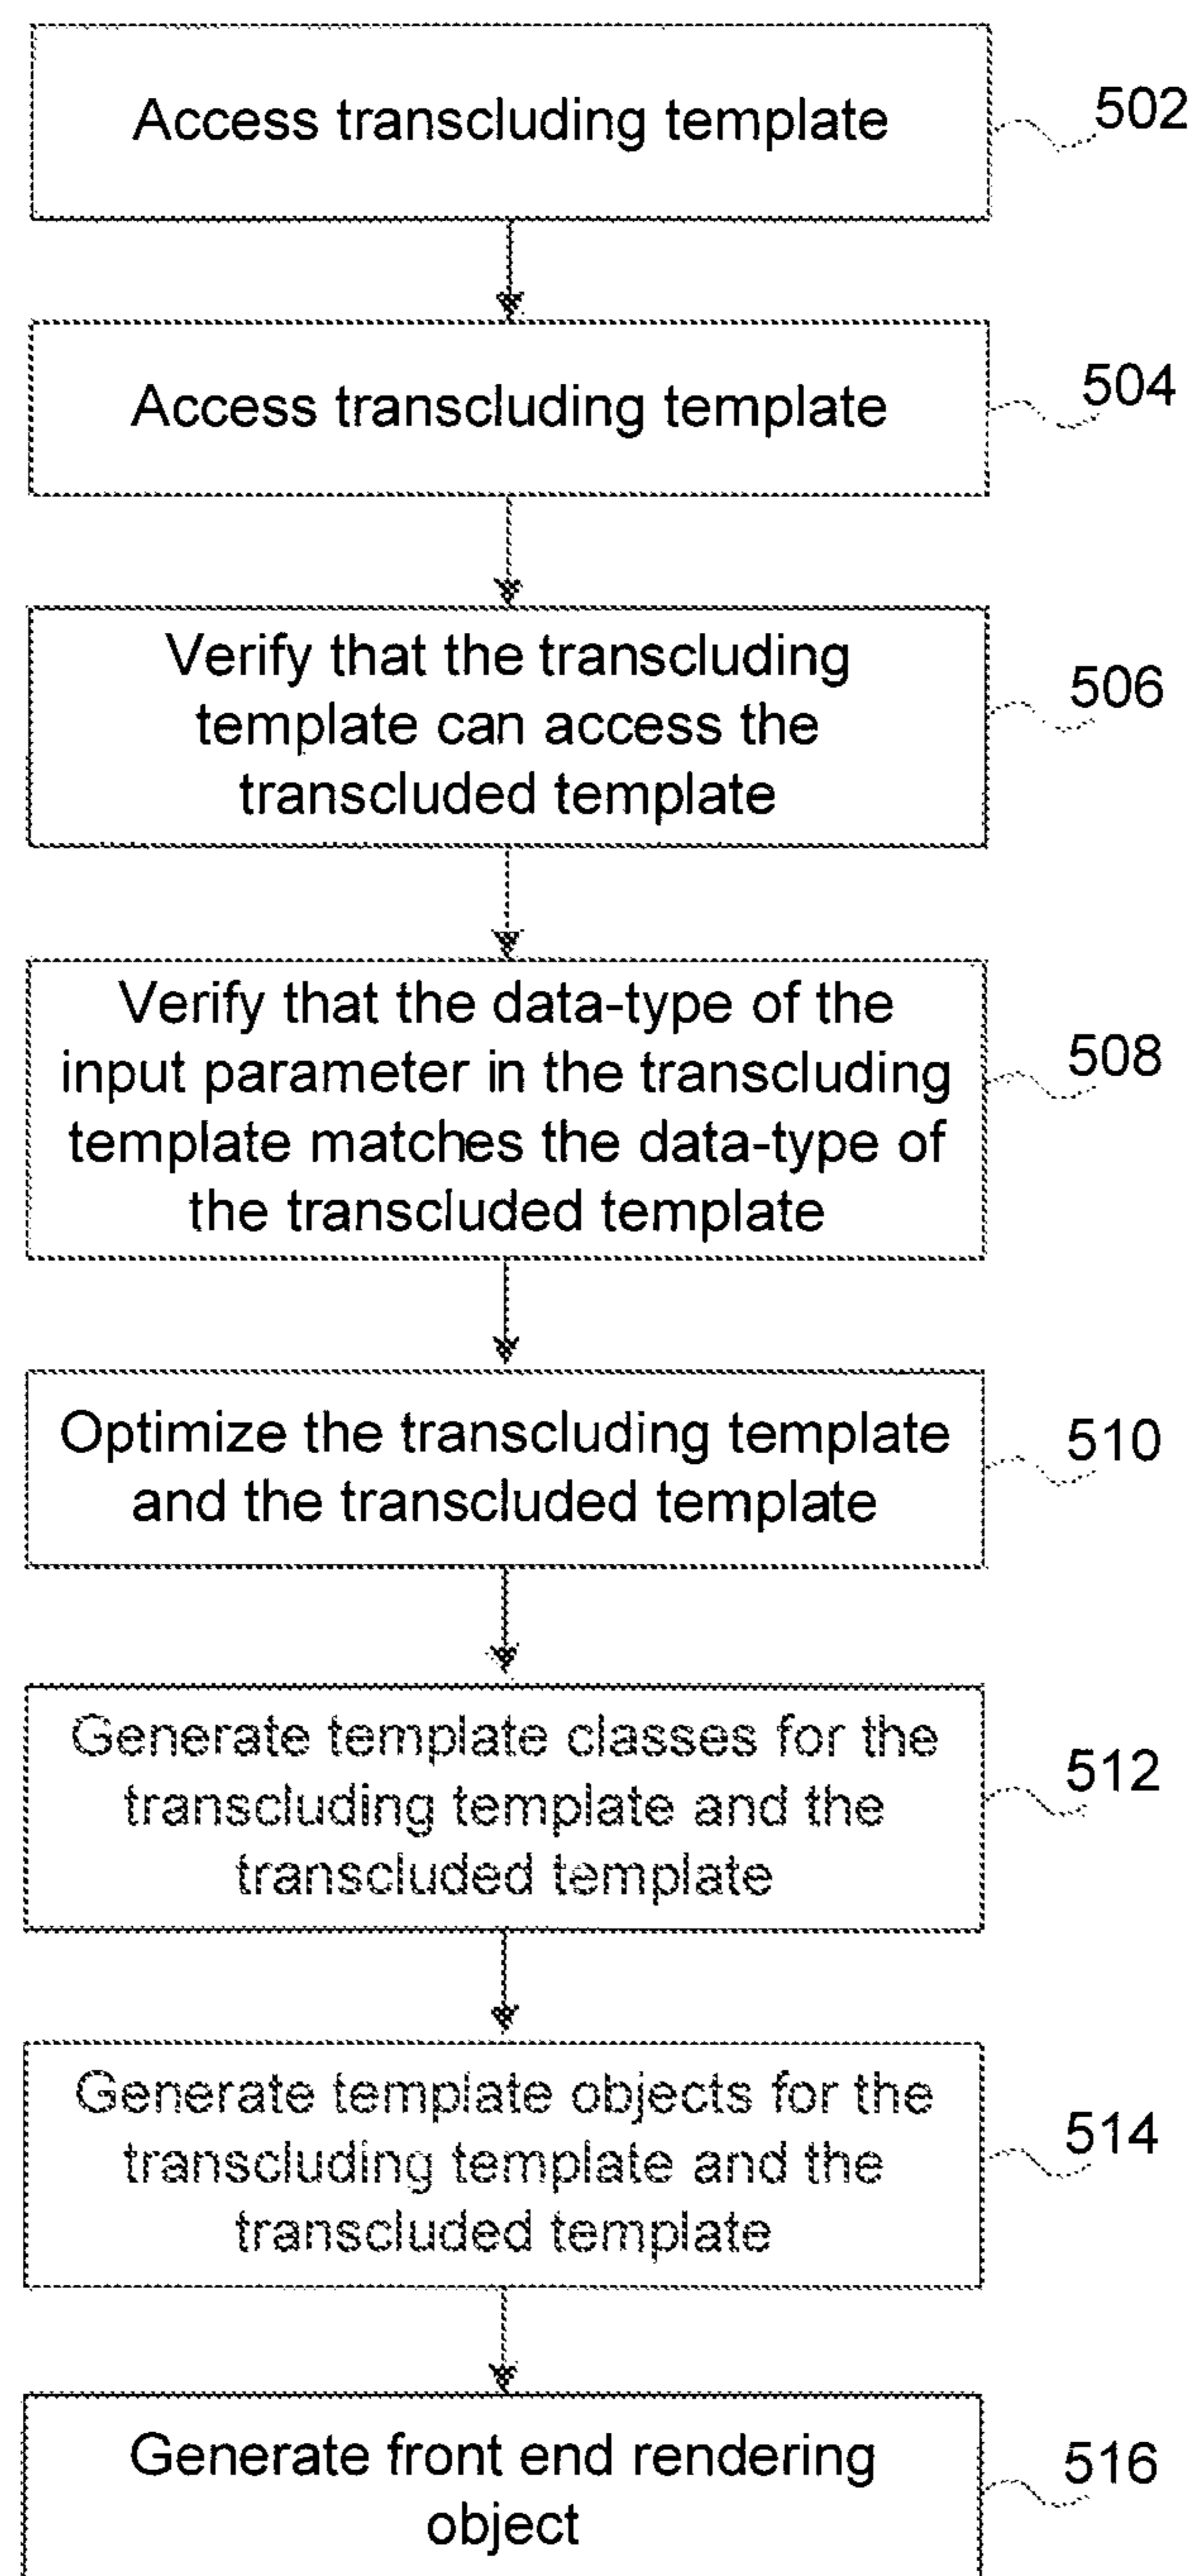 Access transcluding template
502
Access transcluding template
504
Verify that the transcluding
template can access the
transcluded template
506
Verify that the data-type of the
input parameter in the transcluding
template matches the data-type of
the transcluded template
508
Optimize the transcluding template
and the transcluded template
510
Generate template classes for the
transcluding template and the
transcluded template
512
Generate template objects for the
transcluding template and the
transcluded template
514
Generate front end rendering
object
516